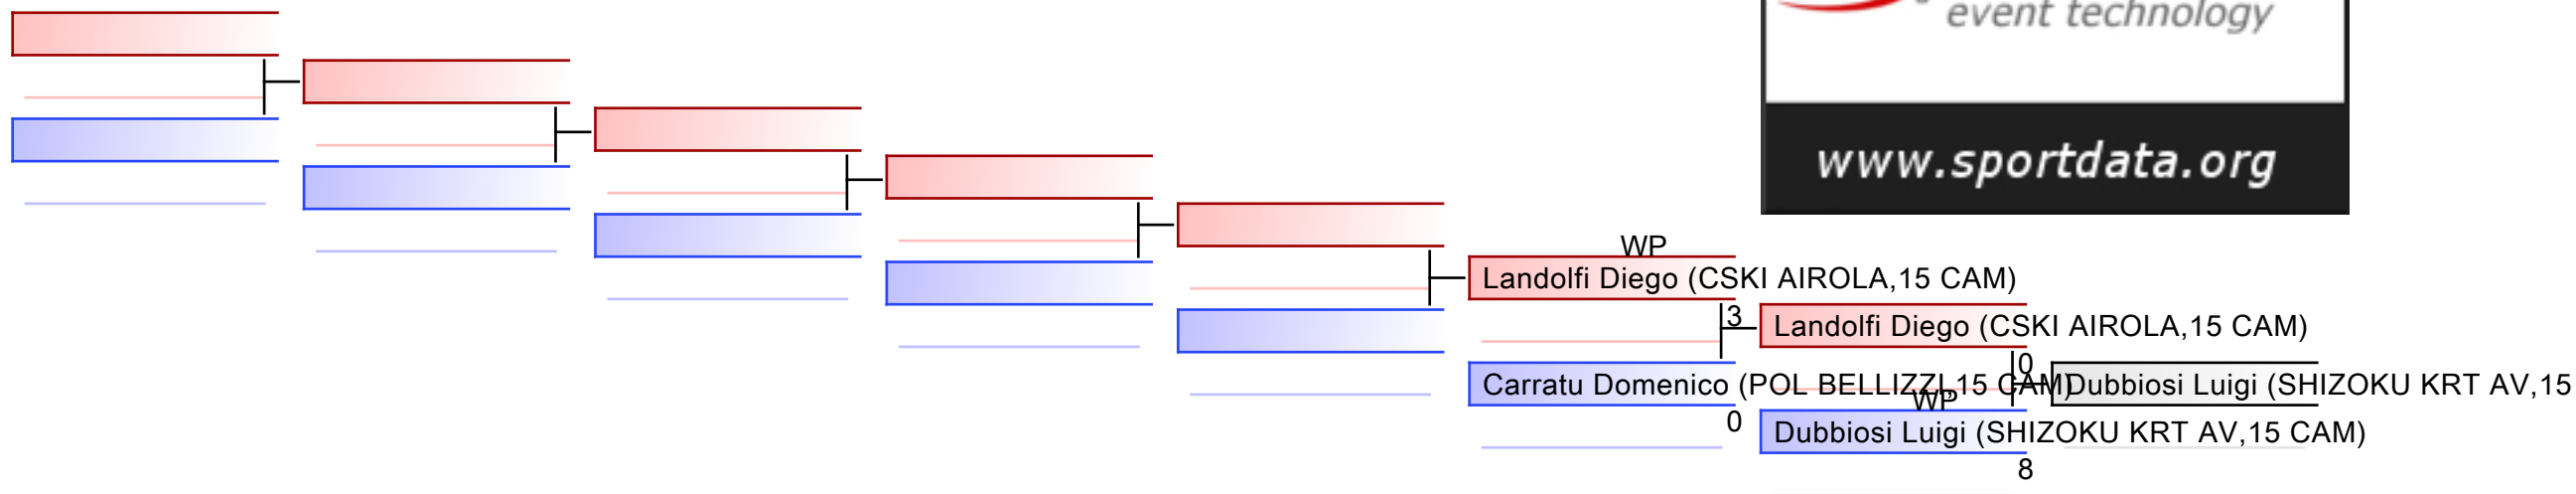 event technology
www.sportdata.org
WP
Landolfi Diego (CSKI AIROLA,15 CAM)
3
Landolfi Diego (CSKI AIROLA,15 CAM)
0
Carratu Domenico (POL BELLIZZI,15 CAM)
Dubbiosi Luigi (SHIZOKU KRT AV,15
WP
0
Dubbiosi Luigi (SHIZOKU KRT AV,15 CAM)
8